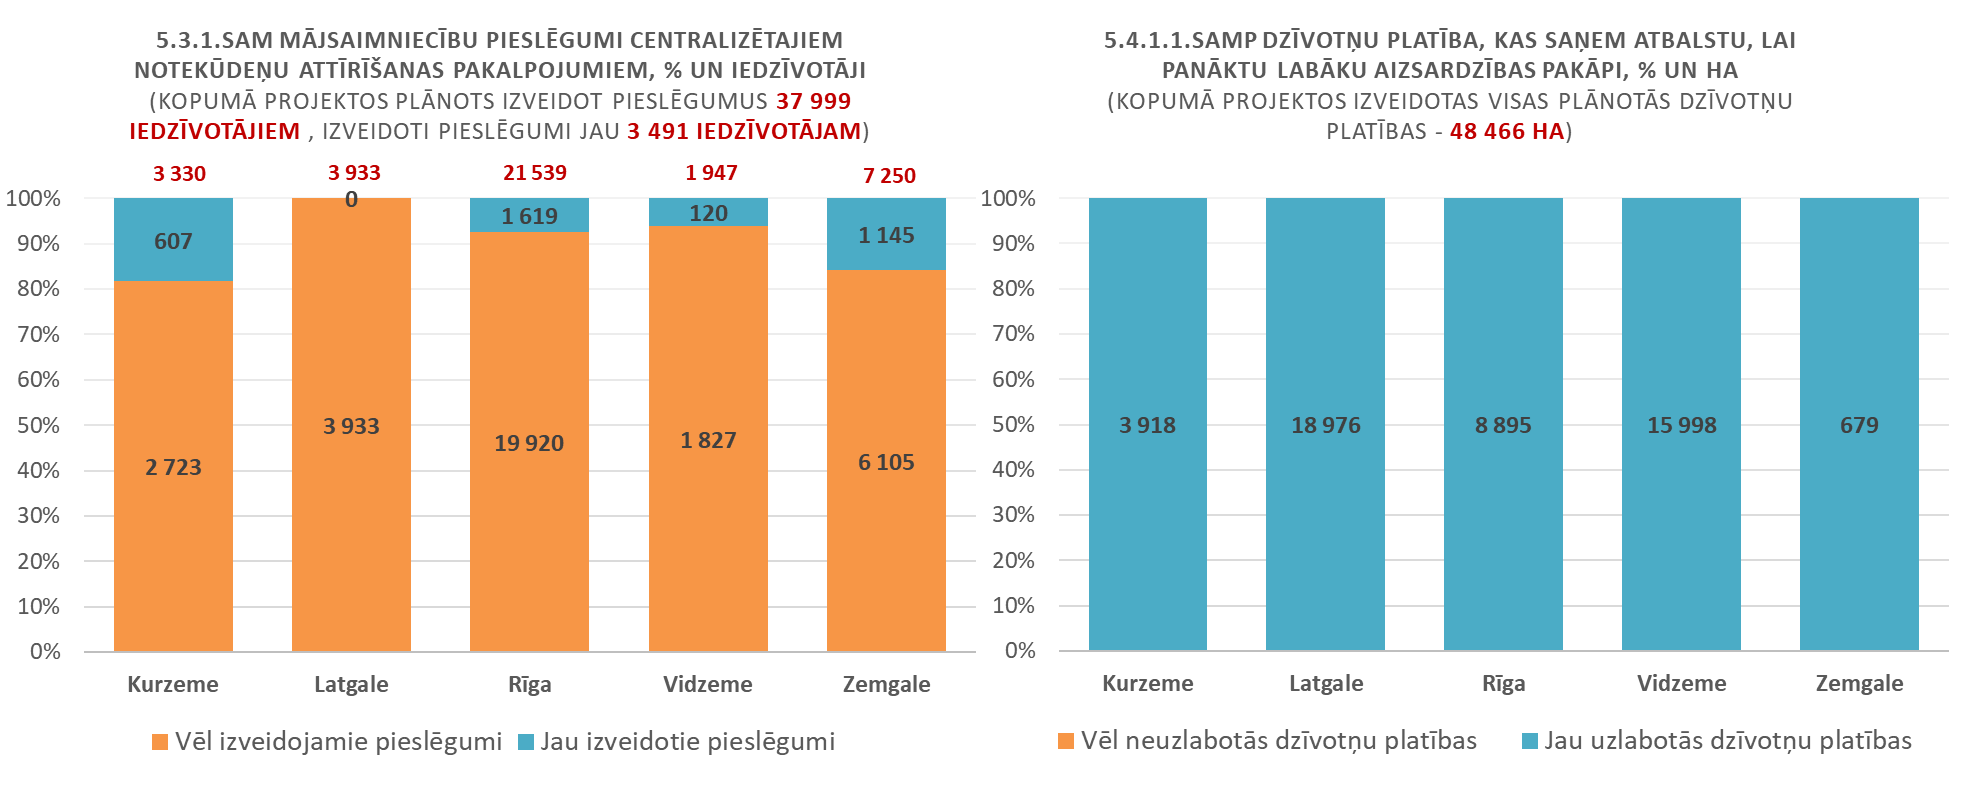 5.3.1.SAM MĀJSAIMNIECĪBU PIESLĒGUMI CENTRALIZĒTAJIEM
NOTEKŪDEŅU ATTĪRĪŠANAS PAKALPOJUMIEM, % UN IEDZĪVOTĀJI
(KOPUMĀ PROJEKTOS PLĀNOTS IZVEIDOT PIESLĒGUMUS 37 999
IEDZĪVOTĀJIEM , IZVEIDOTI PIESLĒGUMI JAU 3 491 IEDZĪVOTĀJAM)
3 330 3 933 21 539 1 947 7 250
100%
90%
80%
70%
60%
50%
40%
30%
20%
10%
0%
607 0 1 619 120 1 145
2 723 3 933 19 920 1 827 6 105
Kurzeme Latgale Rīga Vidzeme Zemgale
Vēl izveidojamie pieslēgumi Jau izveidotie pieslēgumi
5.4.1.1.SAMP DZĪVOTŅU PLATĪBA, KAS SAŅEM ATBALSTU, LAI
PANĀKTU LABĀKU AIZSARDZĪBAS PAKĀPI, % UN HA
(KOPUMĀ PROJEKTOS IZVEIDOTAS VISAS PLĀNOTĀS DZĪVOTŅU
PLATĪBAS - 48 466 HA)
100%
90%
80%
70%
60%
50%
40%
30%
20%
10%
0%
3 918 18 976 8 895 15 998 679
Kurzeme Latgale Rīga Vidzeme Zemgale
Vēl neuzlabotās dzīvotņu platības Jau uzlabotās dzīvotņu platības